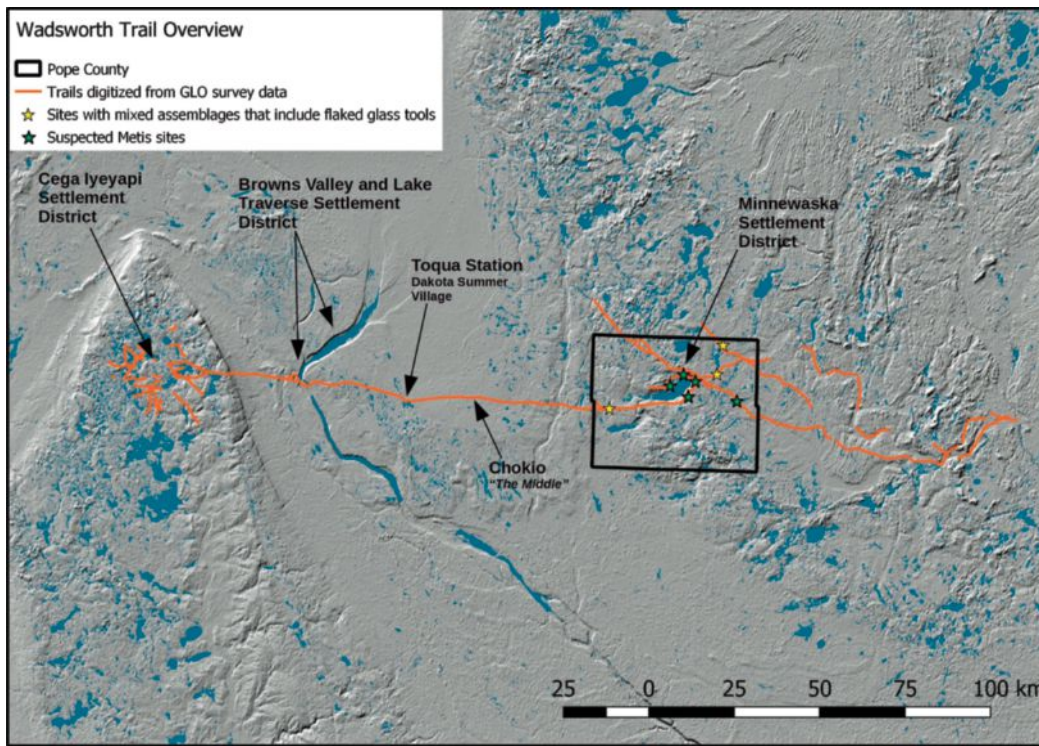 Wadsworth Trail Overview
Pope County
Trails digitized from GLO survey data
Sites with mixed assemblages that include flaked glass tools
Suspected Metis sites
Cega Iyeyapi
Settlement
District
Browns Valley and Lake
Traverse Settlement
District
Toqua Station
Dakota Summer
Village
Minnewaska
Settlement
District
Chokio
"The Middle"
25 0 25 50 75 100 km